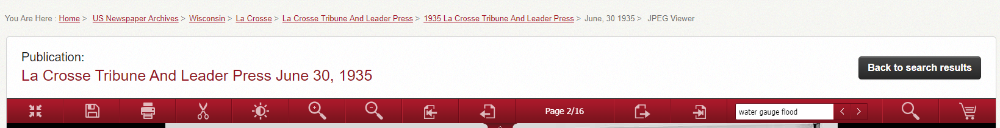 You Are Here : Home > US Newspaper Archives > Wisconsin > La Crosse > La Crosse Tribune And Leader Press > 1935 La Crosse Tribune And Leader Press > June, 30 1935 > JPEG Viewer
Publication:
La Crosse Tribune And Leader Press June 30, 1935
Back to search results
Page 2/16
water gauge flood